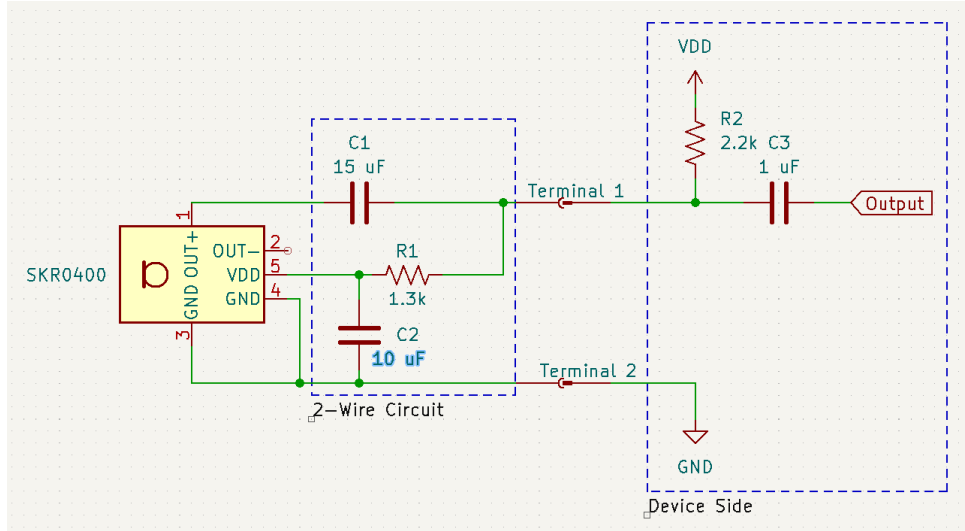 VDD
R2
2.2k
C3
1 uF
C1
15 uF
Terminal 1
Output
1
OUT+
OUT-
2
R1
SKR0400
VDD
5
1.3k
GND
4
GND
3
C2
10 uF
Terminal 2
2-Wire Circuit
GND
Device Side